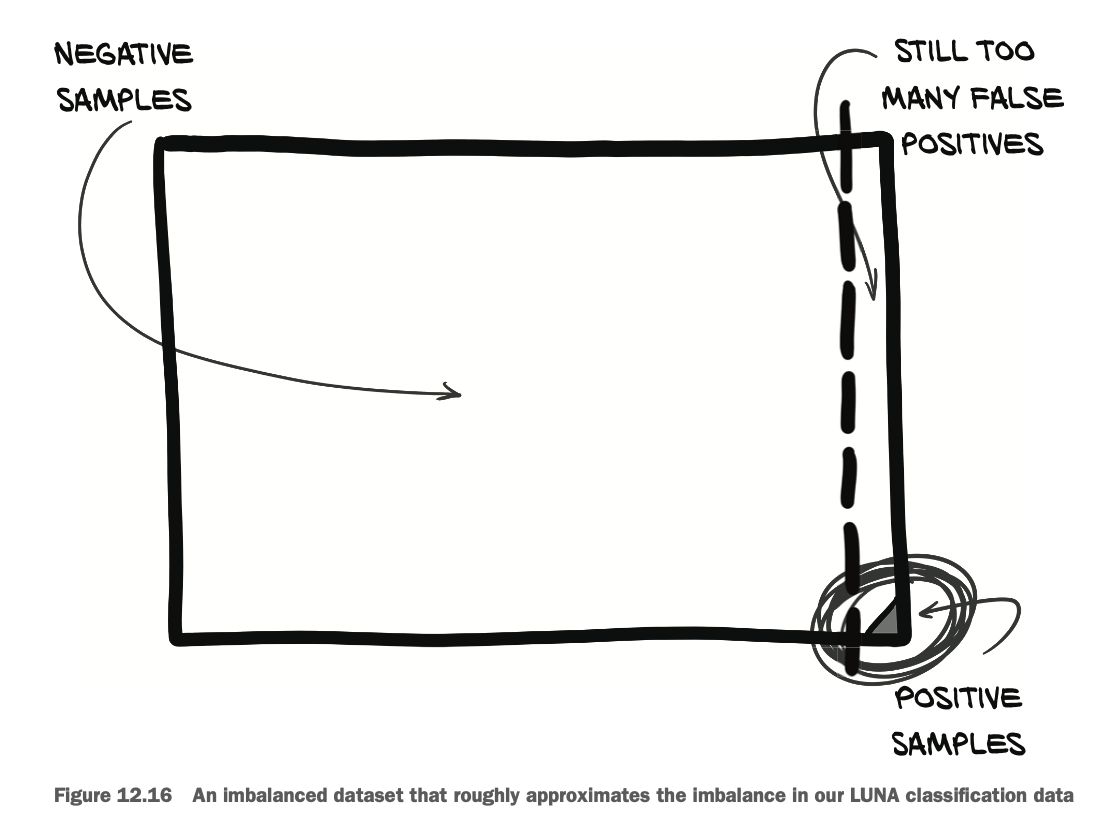 NEGATIVE
SAMPLES
STILL TOO
MANY FALSE
POSITIVES
POSITIVE
SAMPLES
Figure 12.16 An imbalanced dataset that roughly approximates the imbalance in our LUNA classification data